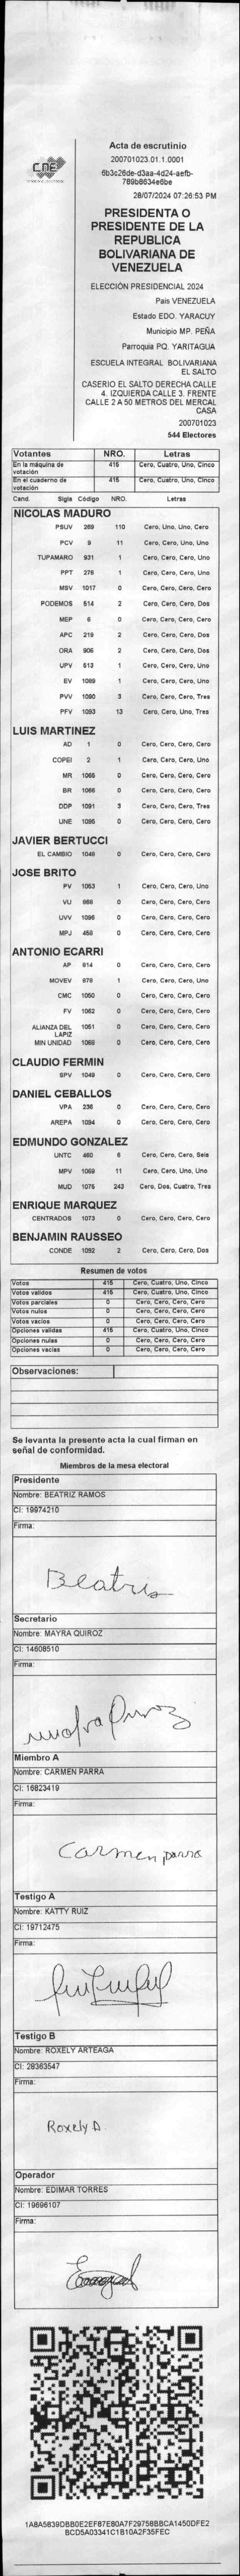 CNE
Acta de escrutinio
200701023.01.1.0001
6b3c26de-d3aa-4d24-aefb-
789b8634e6be
28/07/2024 07:26:53 PM
PRESIDENTA O
PRESIDENTE DE LA
REPUBLICA
BOLIVARIANA DE
VENEZUELA
ELECCIÓN PRESIDENCIAL 2024
Pais VENEZUELA
Estado EDO. YARACUY
Municipio MP. PEÑA
Parroquia PQ. YARITAGUA
ESCUELA INTEGRAL BOLIVARIANA
EL SALTO
CASERIO EL SALTO DERECHA CALLE
4. IZQUIERDA CALLE 3. FRENTE
CALLE 2 A 50 METROS DEL MERCAL
CASA
200701023
544 Electores
Votantes NRO. Letras
En la máquina de votación 415 Cero, Cuatro, Uno, Cinco
En el cuaderno de votación 415 Cero, Cuatro, Uno, Cinco
Cand. Sigla Código NRO. Letras
NICOLAS MADURO
PSUV 269 110 Cero, Uno, Uno, Cero
PCV 9 11 Cero, Cero, Uno, Uno
TUPAMARO 931 1 Cero, Cero, Cero, Uno
PPT 276 1 Cero, Cero, Cero, Uno
MSV 1017 0 Cero, Cero, Cero, Cero
PODEMOS 514 2 Cero, Cero, Cero, Dos
MEP 6 0 Cero, Cero, Cero, Cero
APC 219 2 Cero, Cero, Cero, Dos
ORA 906 2 Cero, Cero, Cero, Dos
UPV 513 1 Cero, Cero, Cero, Uno
EV 1089 1 Cero, Cero, Cero, Uno
PVV 1090 3 Cero, Cero, Cero, Tres
PFV 1093 13 Cero, Cero, Uno, Tres
LUIS MARTINEZ
AD 1 0 Cero, Cero, Cero, Cero
COPEI 2 1 Cero, Cero, Cero, Uno
MR 1065 0 Cero, Cero, Cero, Cero
BR 1066 0 Cero, Cero, Cero, Cero
DDP 1091 3 Cero, Cero, Cero, Tres
UNE 1095 0 Cero, Cero, Cero, Cero
JAVIER BERTUCCI
EL CAMBIO 1048 0 Cero, Cero, Cero, Cero
JOSE BRITO
PV 1053 1 Cero, Cero, Cero, Uno
VU 868 0 Cero, Cero, Cero, Cero
UVV 1096 0 Cero, Cero, Cero, Cero
MPJ 458 0 Cero, Cero, Cero, Cero
ANTONIO ECARRI
AP 814 0 Cero, Cero, Cero, Cero
MOVEV 878 1 Cero, Cero, Cero, Uno
CMC 1050 0 Cero, Cero, Cero, Cero
FV 1052 0 Cero, Cero, Cero, Cero
ALIANZA DEL LAPIZ 1051 0 Cero, Cero, Cero, Cero
MIN UNIDAD 1068 0 Cero, Cero, Cero, Cero
CLAUDIO FERMIN
SPV 1049 0 Cero, Cero, Cero, Cero
DANIEL CEBALLOS
VPA 236 0 Cero, Cero, Cero, Cero
AREPA 1094 0 Cero, Cero, Cero, Cero
EDMUNDO GONZALEZ
UNTC 460 6 Cero, Cero, Cero, Seis
MPV 1069 11 Cero, Cero, Uno, Uno
MUD 1075 243 Cero, Dos, Cuatro, Tres
ENRIQUE MARQUEZ
CENTRADOS 1073 0 Cero, Cero, Cero, Cero
BENJAMIN RAUSSEO
CONDE 1092 2 Cero, Cero, Cero, Dos
Resumen de votos
Votos 415 Cero, Cuatro, Uno, Cinco
Votos validos 415 Cero, Cuatro, Uno, Cinco
Votos parciales 0 Cero, Cero, Cero, Cero
Votos nulos 0 Cero, Cero, Cero, Cero
Votos vacios 0 Cero, Cero, Cero, Cero
Opciones validas 415 Cero, Cuatro, Uno, Cinco
Opciones nulas 0 Cero, Cero, Cero, Cero
Opciones vacias 0 Cero, Cero, Cero, Cero
Observaciones:
Se levanta la presente acta la cual firman en
señal de conformidad.
Miembros de la mesa electoral
Presidente
Nombre: BEATRIZ RAMOS
CI: 19974210
Firma:
Beatris
Secretario
Nombre: MAYRA QUIROZ
CI: 14608510
Firma:
Miembro A
Nombre: CARMEN PARRA
CI: 16823419
Firma:
Carmen parra
Testigo A
Nombre: KATTY RUIZ
CI: 19712475
Firma:
Testigo B
Nombre: ROXELY ARTEAGA
CI: 28363547
Firma:
Roxely A.
Operador
Nombre: EDIMAR TORRES
CI: 19696107
Firma:
1A8A5839DBB0E2EF87E80A7F29758BBCA1450DFE2
BCD5A03341C1B10A2F35FEC